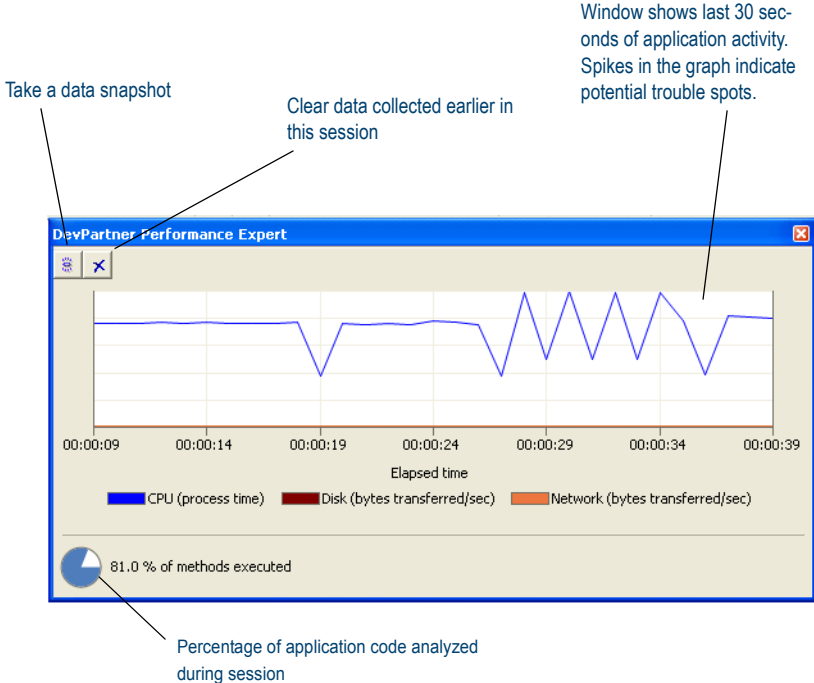 Window shows last 30 sec-
onds of application activity.
Spikes in the graph indicate
potential trouble spots.
Take a data snapshot
Clear data collected earlier in
this session
DevPartner Performance Expert
00:00:09 00:00:14 00:00:19 00:00:24 00:00:29 00:00:34 00:00:39
Elapsed time
CPU (process time) Disk (bytes transferred/sec) Network (bytes transferred/sec)
81.0 % of methods executed
Percentage of application code analyzed
during session